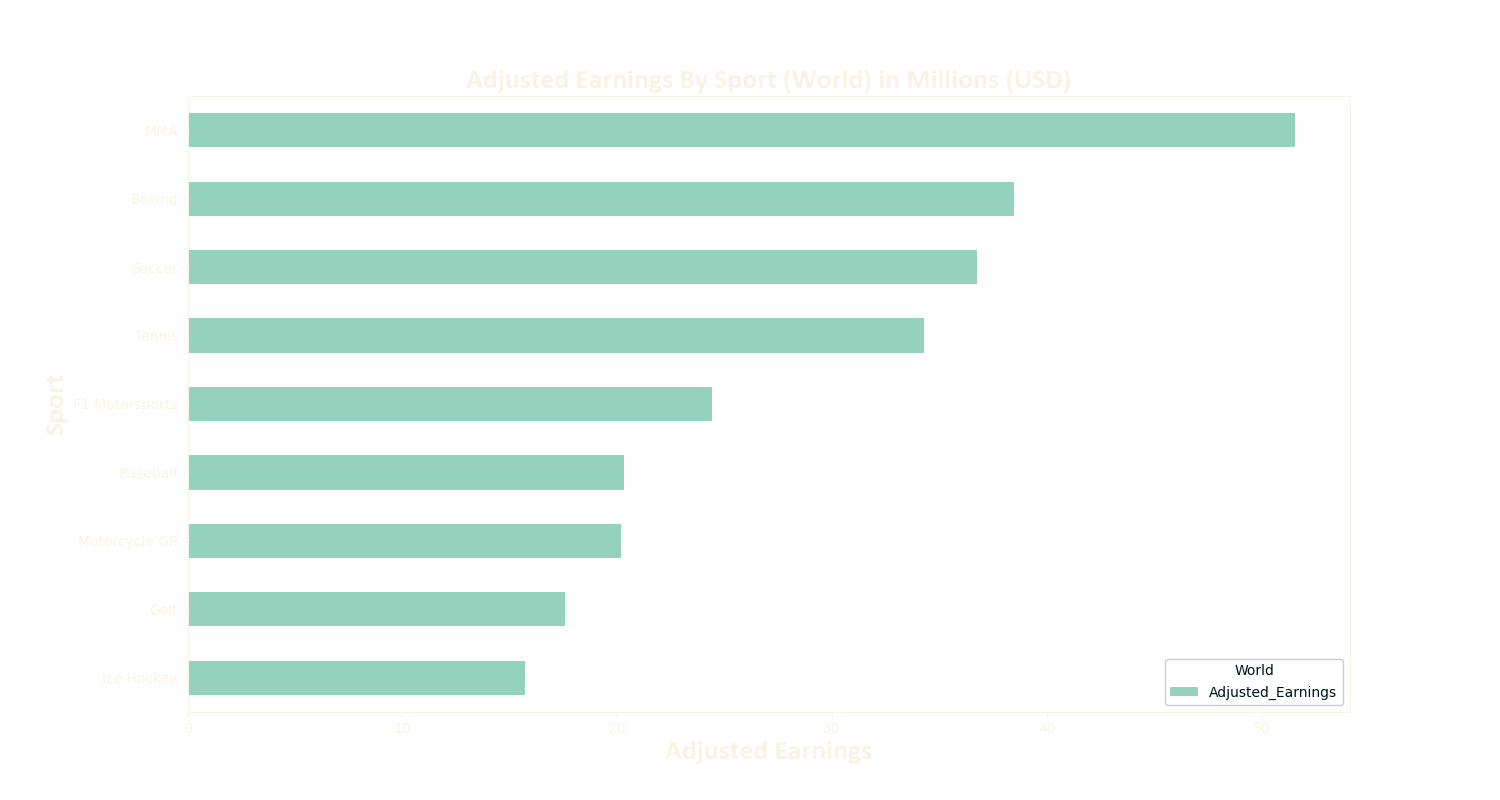 Adjusted Earnings By Sport (World) in Millions (USD)
MMA
Boxing
Soccer
Tennis
F1 Motorsports
Baseball
Motorcycle GP
Golf
Ice Hockey
Sport
0 10 20 30 40 50
Adjusted Earnings
World
Adjusted_Earnings